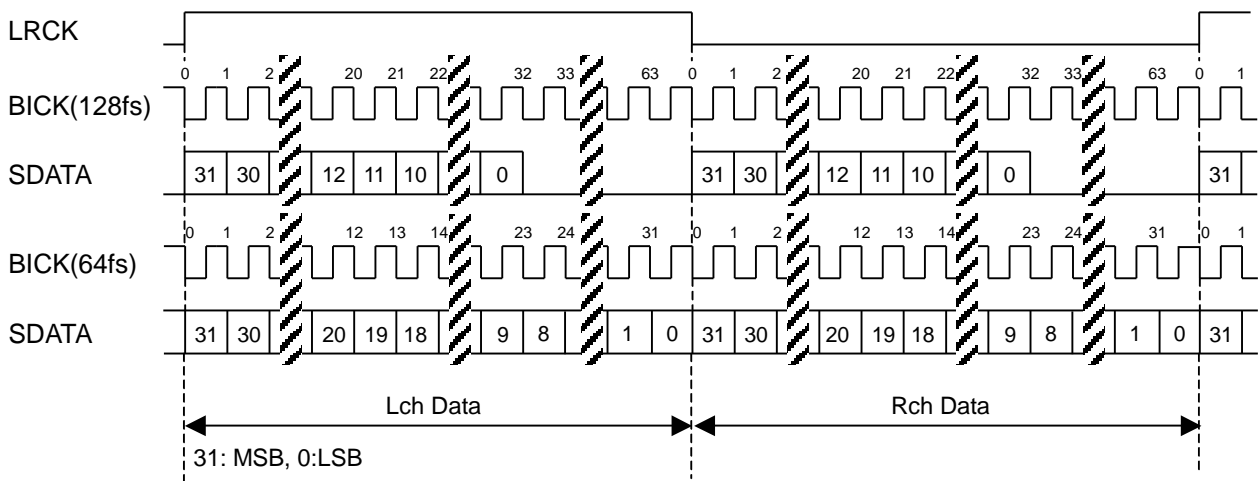 LRCK
0 1 2 20 21 22 32 33 63 0 1 2 20 21 22 32 33 63 0 1
BICK(128fs)
SDATA 31 30 12 11 10 0 31 30 12 11 10 0 31
0 1 2 12 13 14 23 24 31 0 1 2 12 13 14 23 24 31 0 1
BICK(64fs)
SDATA 31 30 20 19 18 9 8 1 0 31 30 20 19 18 9 8 1 0 31
Lch Data Rch Data
31: MSB, 0:LSB